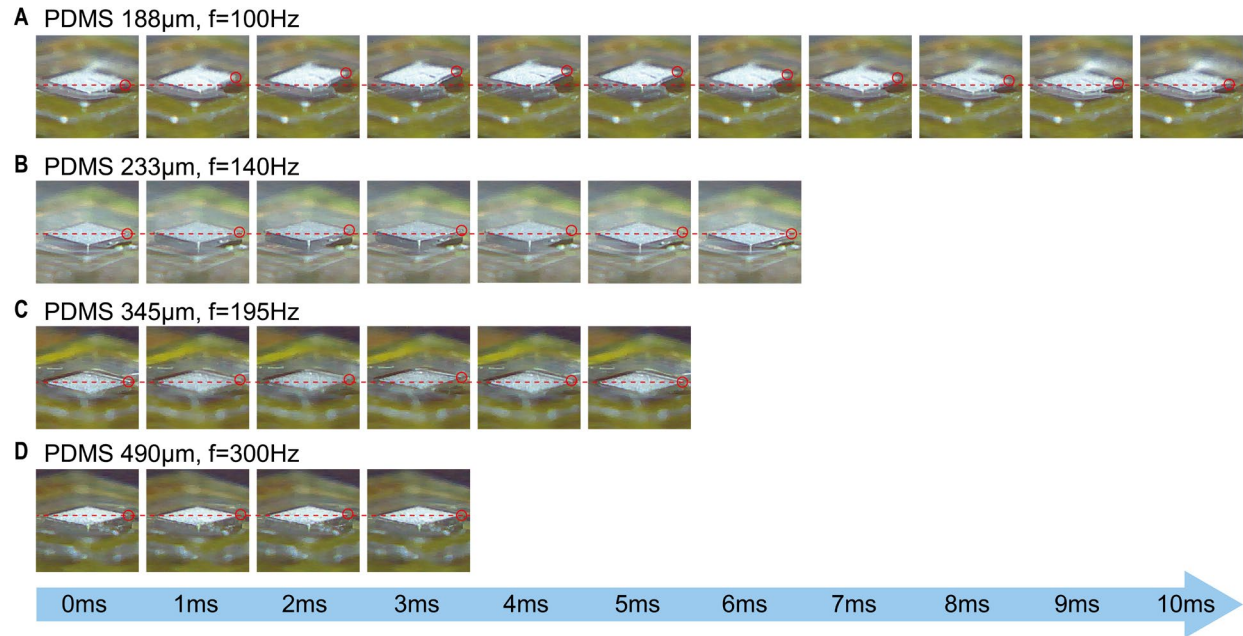 A PDMS 188μm, f=100Hz
B PDMS 233μm, f=140Hz
C PDMS 345μm, f=195Hz
D PDMS 490μm, f=300Hz
0ms 1ms 2ms 3ms 4ms 5ms 6ms 7ms 8ms 9ms 10ms